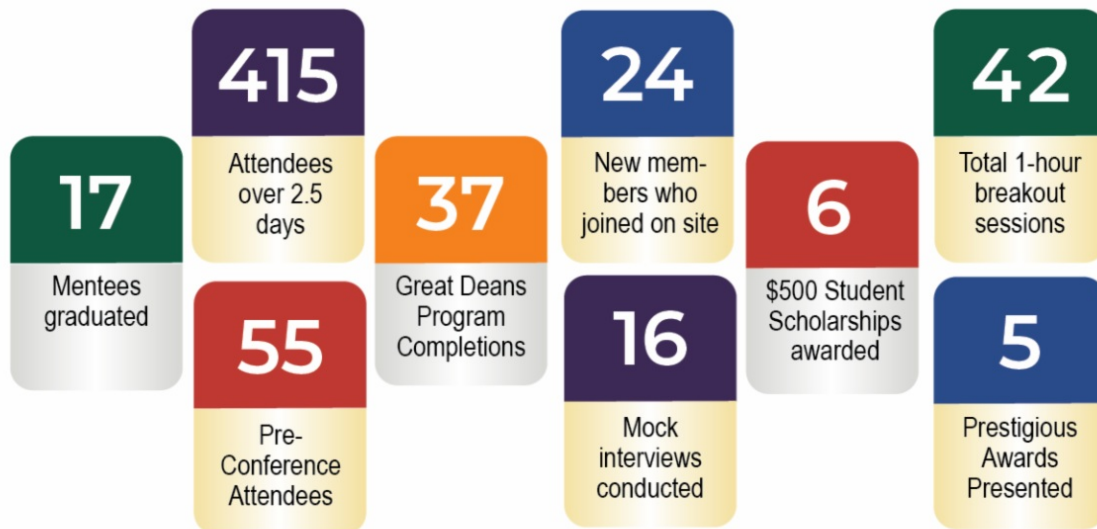 17
Mentees
graduated
415
Attendees
over 2.5
days
55
Pre-
Conference
Attendees
37
Great Deans
Program
Completions
24
New mem-
bers who
joined on site
16
Mock
interviews
conducted
6
$500 Student
Scholarships
awarded
42
Total 1-hour
breakout
sessions
5
Prestigious
Awards
Presented